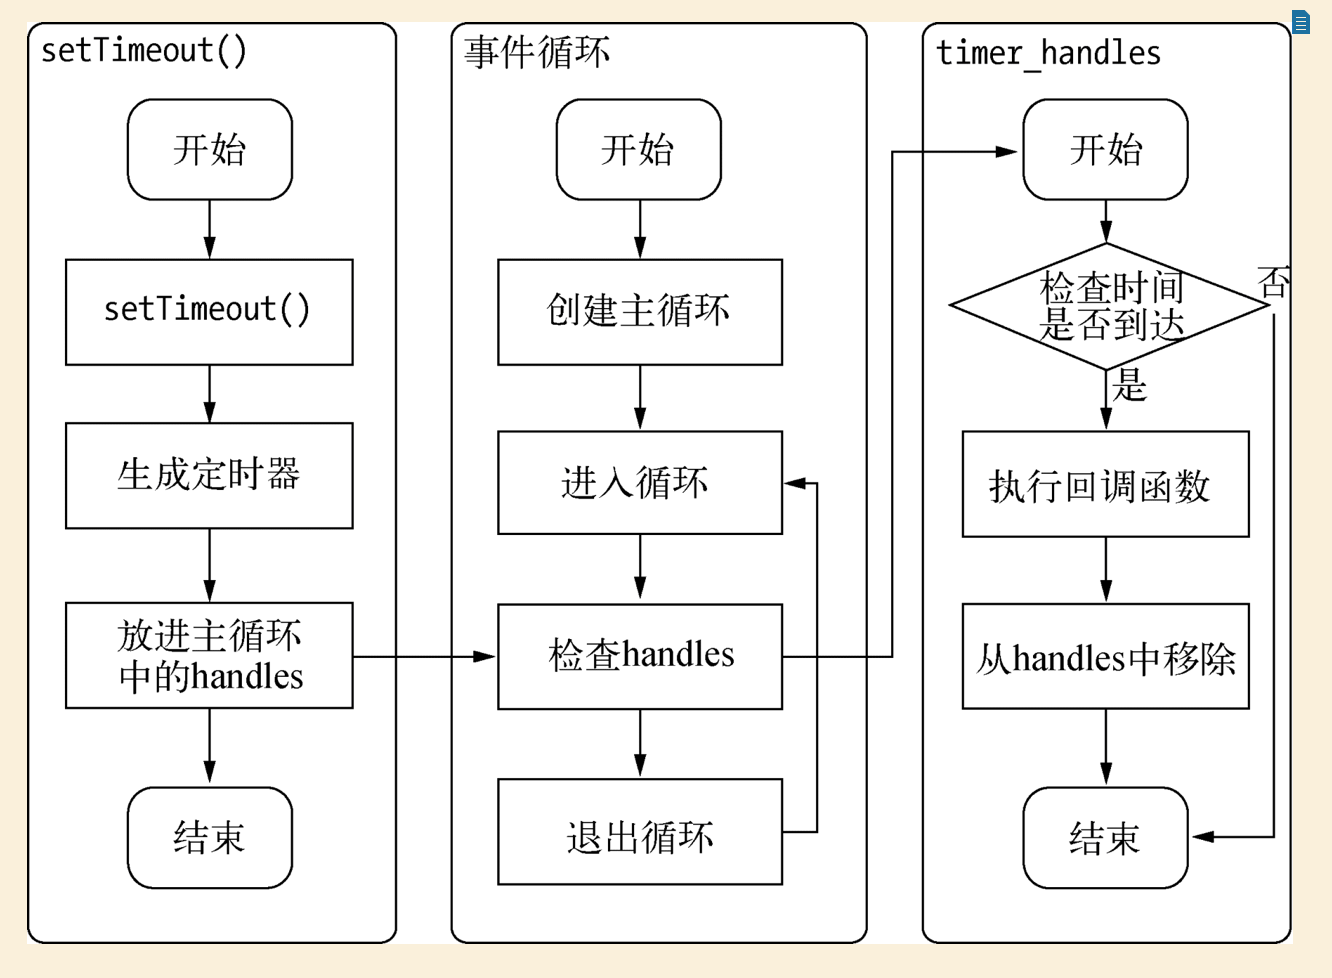 setTimeout()
开始
setTimeout()
生成定时器
放进主循环
中的handles
结束
事件循环
开始
创建主循环
进入循环
检查handles
退出循环
timer_handles
开始
检查时间
是否到达
否
是
执行回调函数
从handles中移除
结束